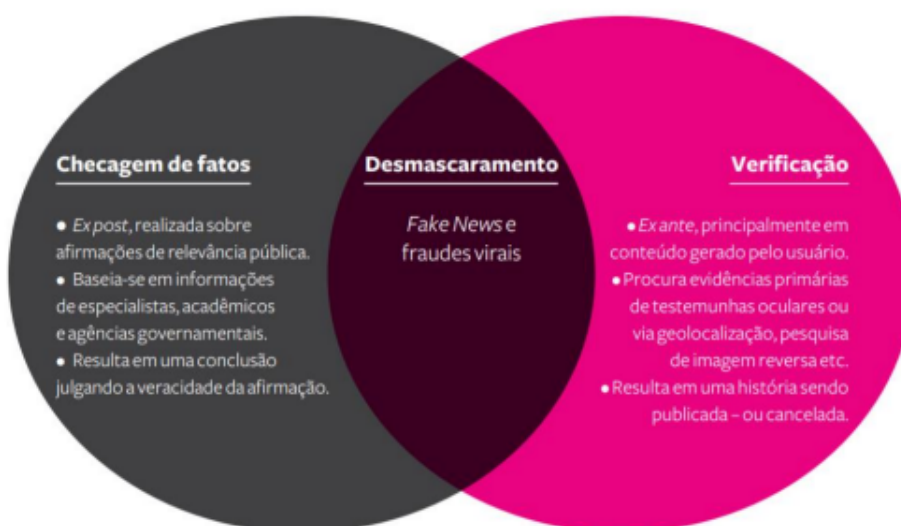 Checagem de fatos
• Ex post, realizada sobre
afirmações de relevância pública.
• Baseia-se em informações
de especialistas, acadêmicos
e agências governamentais.
• Resulta em uma conclusão
julgando a veracidade da afirmação.
Desmascaramento
Fake News e
fraudes virais
Verificação
• Ex ante, principalmente em
conteúdo gerado pelo usuário.
• Procura evidências primárias
de testemunhas oculares ou
via geolocalização, pesquisa
de imagem reversa etc.
• Resulta em uma história sendo
publicada – ou cancelada.